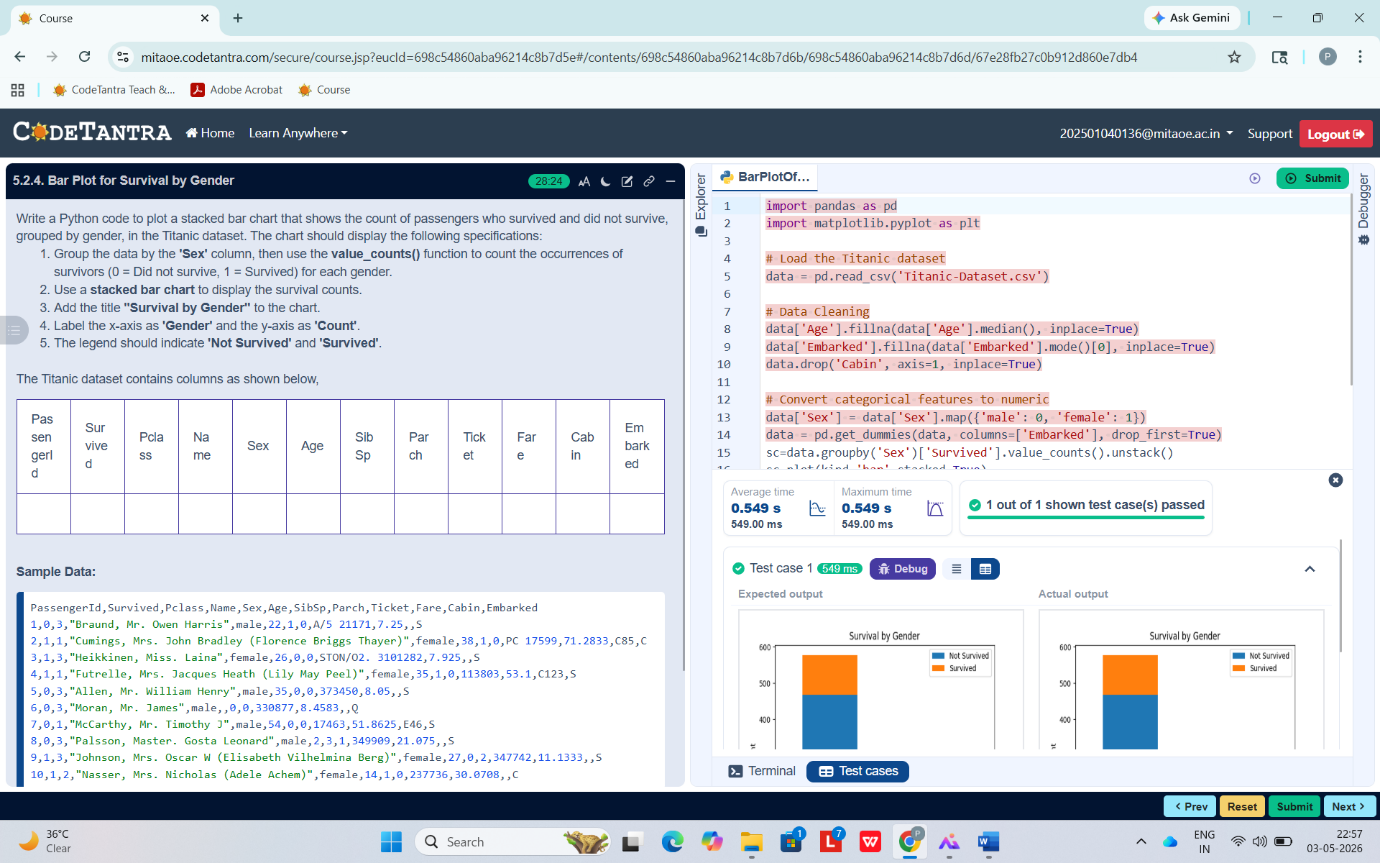 Course
Ask Gemini
mitaoe.codetantra.com/secure/course.jsp?eucId=698c54860aba96214c8b7d5e#/contents/698c54860aba96214c8b7d6b/698c54860aba96214c8b7d6d/67e28fb27c0b912d860e7db4
P
CodeTantra Teach &...
Adobe Acrobat
Course
CODETANTRA
Home
Learn Anywhere
202501040136@mitaoe.ac.in
Support
Logout
5.2.4. Bar Plot for Survival by Gender
28:24
AA
Write a Python code to plot a stacked bar chart that shows the count of passengers who survived and did not survive,
grouped by gender, in the Titanic dataset. The chart should display the following specifications:
1. Group the data by the 'Sex' column, then use the value_counts() function to count the occurrences of
survivors (0 = Did not survive, 1 = Survived) for each gender.
2. Use a stacked bar chart to display the survival counts.
3. Add the title "Survival by Gender" to the chart.
4. Label the x-axis as 'Gender' and the y-axis as 'Count'.
5. The legend should indicate 'Not Survived' and 'Survived'.
The Titanic dataset contains columns as shown below,
Pas
sen
gerI
d
Sur
vive
d
Pcla
ss
Na
me
Sex
Age
Sib
Sp
Par
ch
Tick
et
Far
e
Cab
in
Em
bark
ed
Sample Data:
PassengerId,Survived,Pclass,Name,Sex,Age,SibSp,Parch,Ticket,Fare,Cabin,Embarked
1,0,3,"Braund, Mr. Owen Harris",male,22,1,0,A/5 21171,7.25,,S
2,1,1,"Cumings, Mrs. John Bradley (Florence Briggs Thayer)",female,38,1,0,PC 17599,71.2833,C85,C
3,1,3,"Heikkinen, Miss. Laina",female,26,0,0,STON/O2. 3101282,7.925,,S
4,1,1,"Futrelle, Mrs. Jacques Heath (Lily May Peel)",female,35,1,0,113803,53.1,C123,S
5,0,3,"Allen, Mr. William Henry",male,35,0,0,373450,8.05,,S
6,0,3,"Moran, Mr. James",male,,0,0,330877,8.4583,,Q
7,0,1,"McCarthy, Mr. Timothy J",male,54,0,0,17463,51.8625,E46,S
8,0,3,"Palsson, Master. Gosta Leonard",male,2,3,1,349909,21.075,,S
9,1,3,"Johnson, Mrs. Oscar W (Elisabeth Vilhelmina Berg)",female,27,0,2,347742,11.1333,,S
10,1,2,"Nasser, Mrs. Nicholas (Adele Achem)",female,14,1,0,237736,30.0708,,C
Explorer
BarPlotOf...
Submit
Debugger
1 import pandas as pd
2 import matplotlib.pyplot as plt
3
4 # Load the Titanic dataset
5 data = pd.read_csv('Titanic-Dataset.csv')
6
7 # Data Cleaning
8 data['Age'].fillna(data['Age'].median(), inplace=True)
9 data['Embarked'].fillna(data['Embarked'].mode()[0], inplace=True)
10 data.drop('Cabin', axis=1, inplace=True)
11
12 # Convert categorical features to numeric
13 data['Sex'] = data['Sex'].map({'male': 0, 'female': 1})
14 data = pd.get_dummies(data, columns=['Embarked'], drop_first=True)
15 sc=data.groupby('Sex')['Survived'].value_counts().unstack()
Average time
0.549 s
549.00 ms
Maximum time
0.549 s
549.00 ms
1 out of 1 shown test case(s) passed
Test case 1
549 ms
Debug
Expected output
Actual output
Survival by Gender
600
500
400
Not Survived
Survived
Survival by Gender
600
500
400
Not Survived
Survived
Terminal
Test cases
< Prev
Reset
Submit
Next >
36°C
Clear
Search
1
L
7
W
P
W
ENG
IN
22:57
03-05-2026